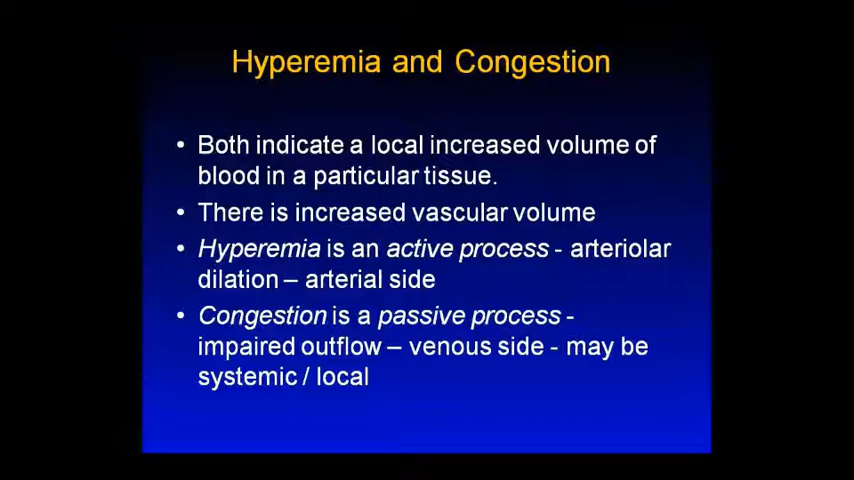 Hyperemia and Congestion
• Both indicate a local increased volume of
blood in a particular tissue.
• There is increased vascular volume
• Hyperemia is an active process - arteriolar
dilation – arterial side
• Congestion is a passive process -
impaired outflow – venous side - may be
systemic / local